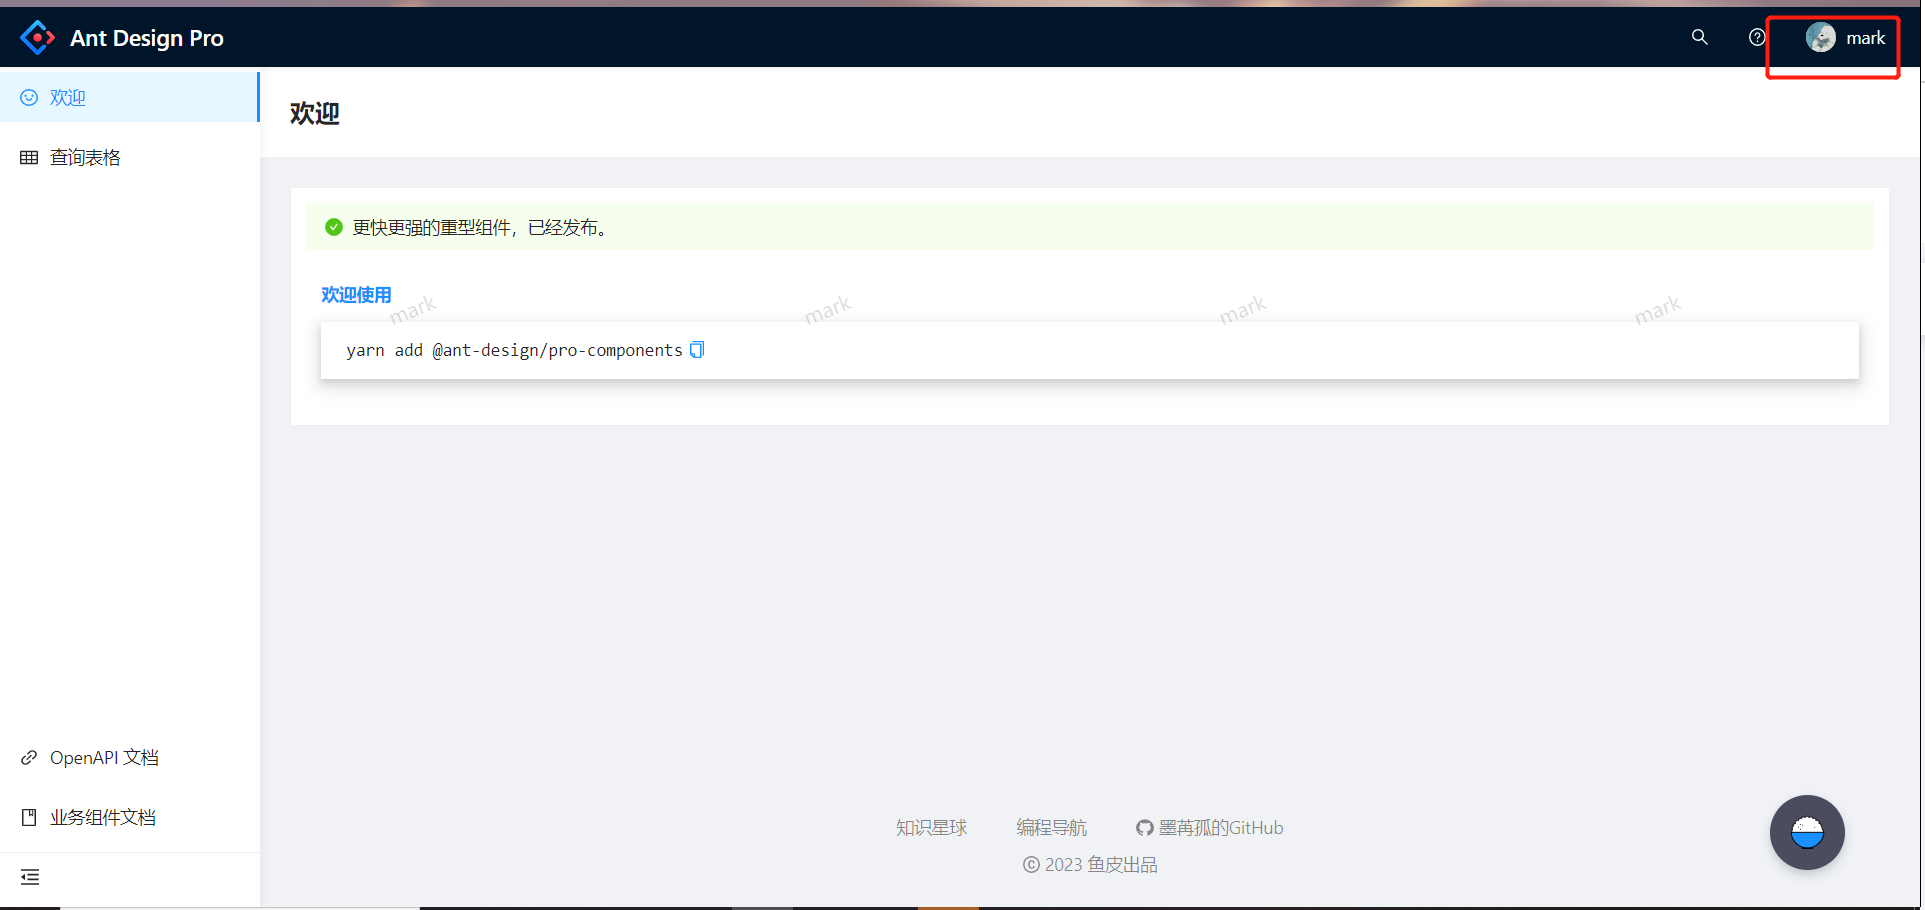 Ant Design Pro
mark
欢迎
查询表格
欢迎
更快更强的重型组件，已经发布。
欢迎使用
mark
mark
mark
mark
yarn add @ant-design/pro-components
OpenAPI 文档
业务组件文档
知识星球
编程导航
墨苒孤的GitHub
© 2023 鱼皮出品